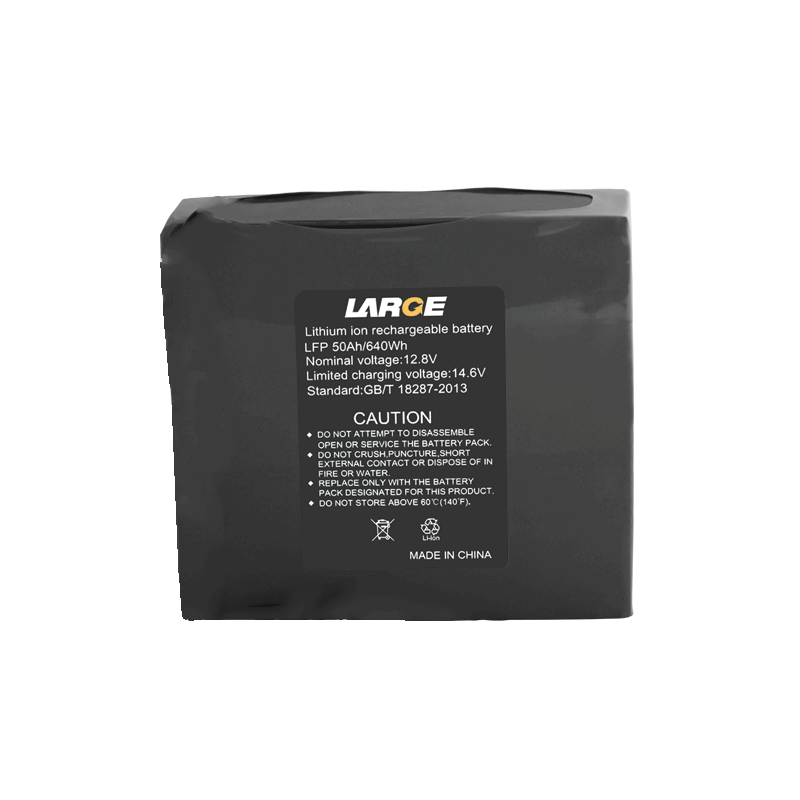 LARGE
Lithium ion rechargeable battery
LFP 50Ah/640Wh
Nominal voltage:12.8V
Limited charging voltage:14.6V
Standard:GB/T 18287-2013
CAUTION
◆ DO NOT ATTEMPT TO DISASSEMBLE
OPEN OR SERVICE THE BATTERY PACK.
◆ DO NOT CRUSH,PUNCTURE,SHORT
EXTERNAL CONTACT OR DISPOSE OF IN
FIRE OR WATER.
◆ REPLACE ONLY WITH THE BATTERY
PACK DESIGNATED FOR THIS PRODUCT.
◆ DO NOT STORE ABOVE 60℃(140℉).
Li-ion
MADE IN CHINA